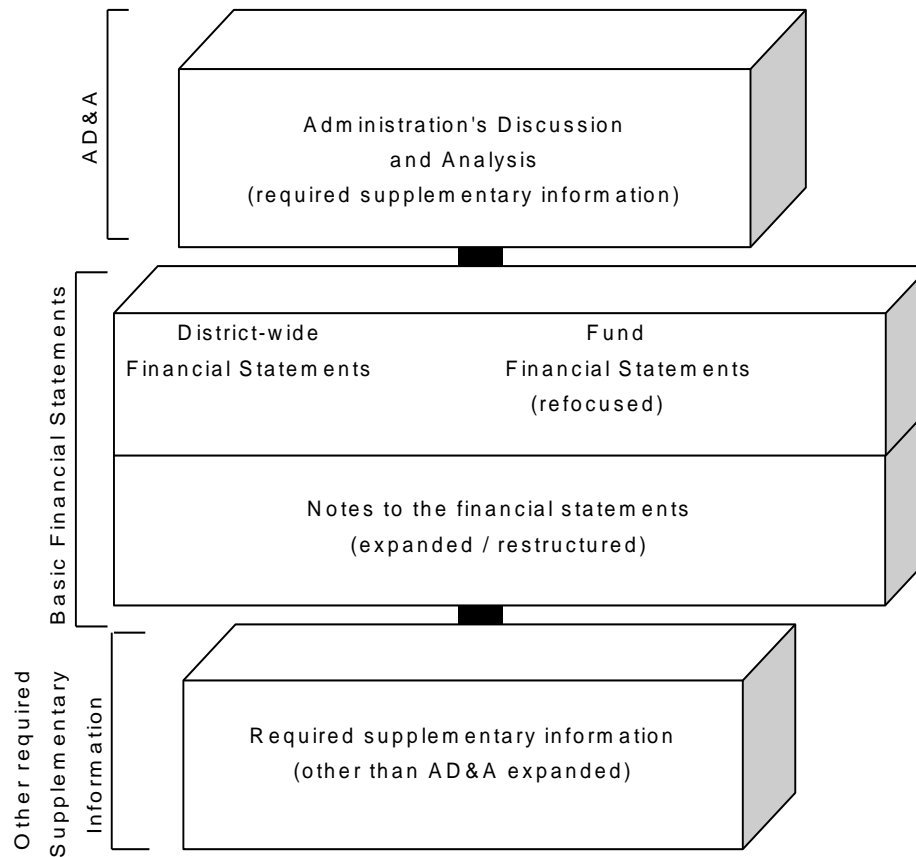 AD&A
Administration's Discussion
and Analysis
(required supplementary information)
Basic Financial Statements
District-wide
Financial Statements
Fund
Financial Statements
(refocused)
Notes to the financial statements
(expanded / restructured)
Other required
Supplementary
Information
Required supplementary information
(other than AD&A expanded)